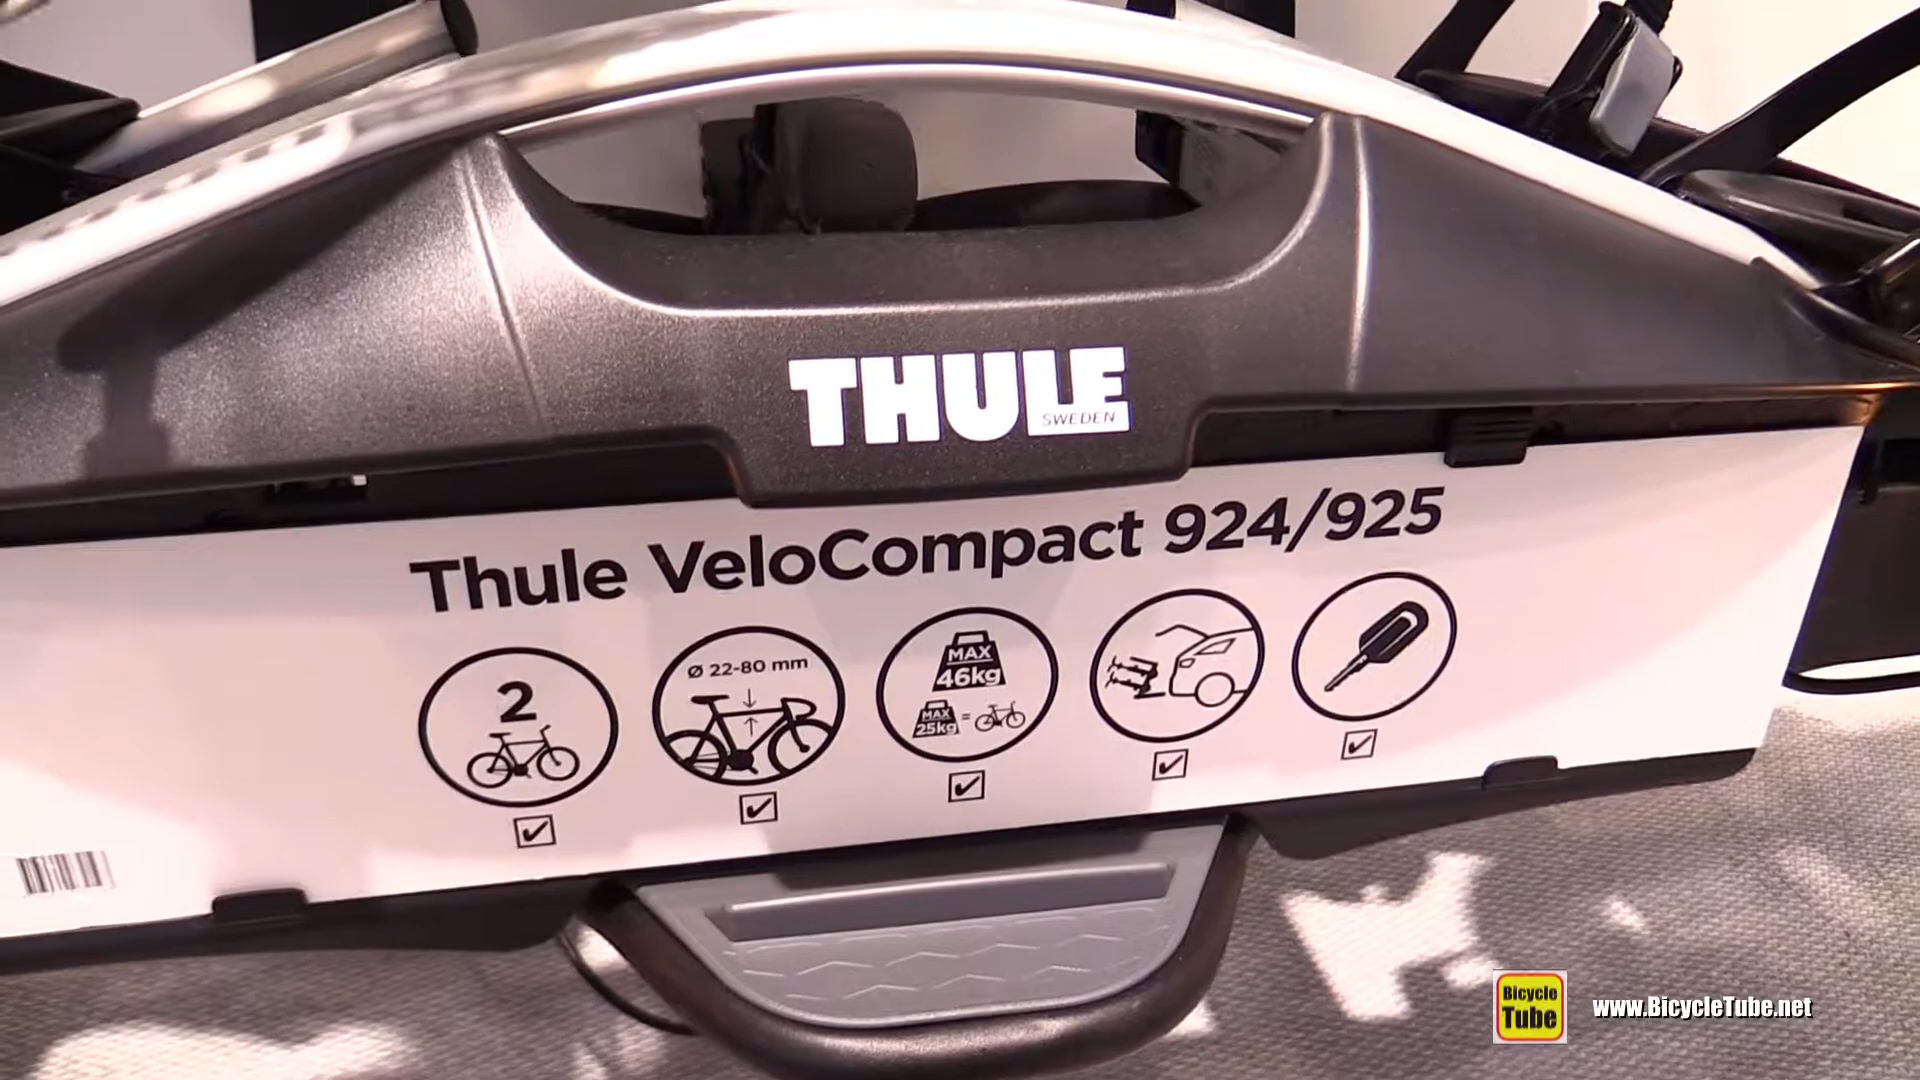 THULE
SWEDEN
Thule VeloCompact 924/925
2
Ø 22-80 mm
MAX
46kg
MAX
25kg =
Bicycle
Tube
www.BicycleTube.net